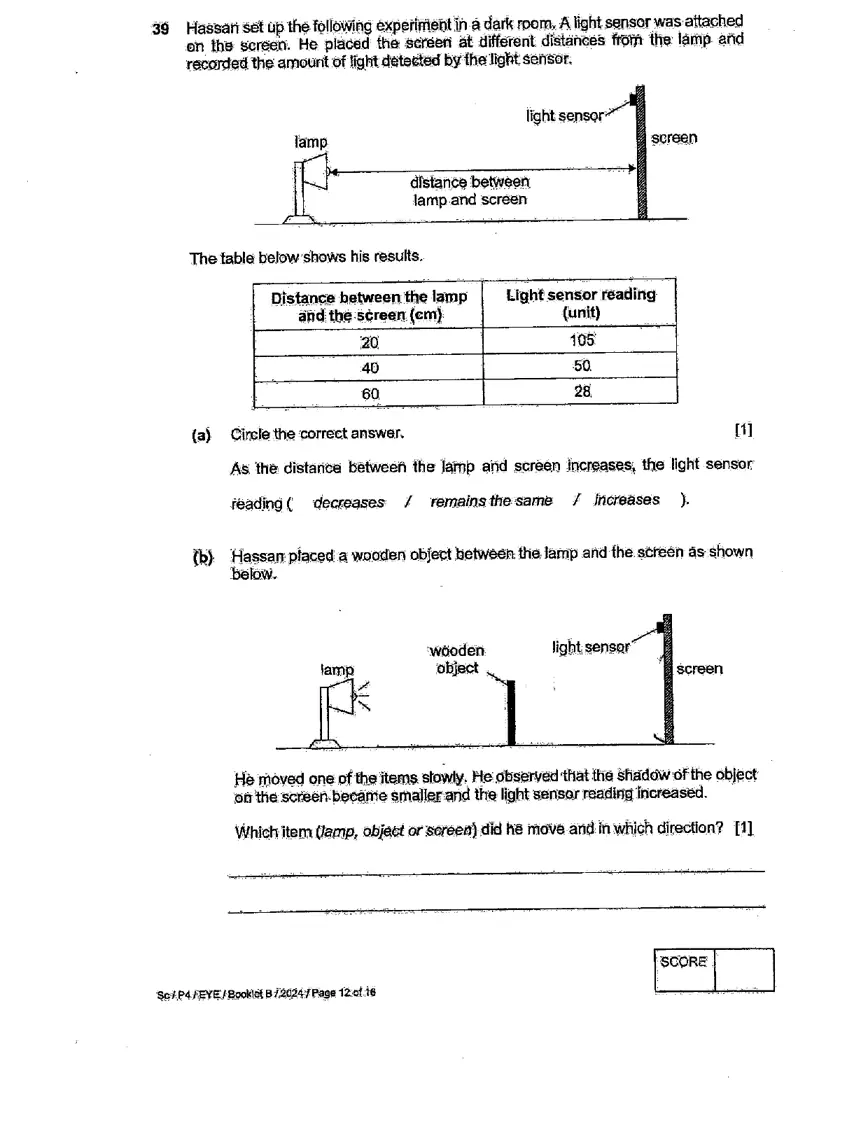 39 Hassan set up the following experiment in a dark room. A light sensor was attached
on the screen. He placed the screen at different distances from the lamp and
recorded the amount of light detected by the light sensor.
light sensor
lamp
screen
distance between
lamp and screen
The table below shows his results.
Distance between the lamp and the screen (cm) Light sensor reading (unit)
20 105
40 50
60 28
(a) Circle the correct answer. [1]
As the distance between the lamp and screen increases, the light sensor
reading ( decreases / remains the same / increases ).
(b) Hassan placed a wooden object between the lamp and the screen as shown
below.
wooden
object
light sensor
lamp
screen
He moved one of the items slowly. He observed that the shadow of the object
on the screen became smaller and the light sensor reading increased.
Which item (lamp, object or screen) did he move and in which direction? [1]
SCORE
Sc / P4 / EYE / Booklet B / 2024 / Page 12 of 16